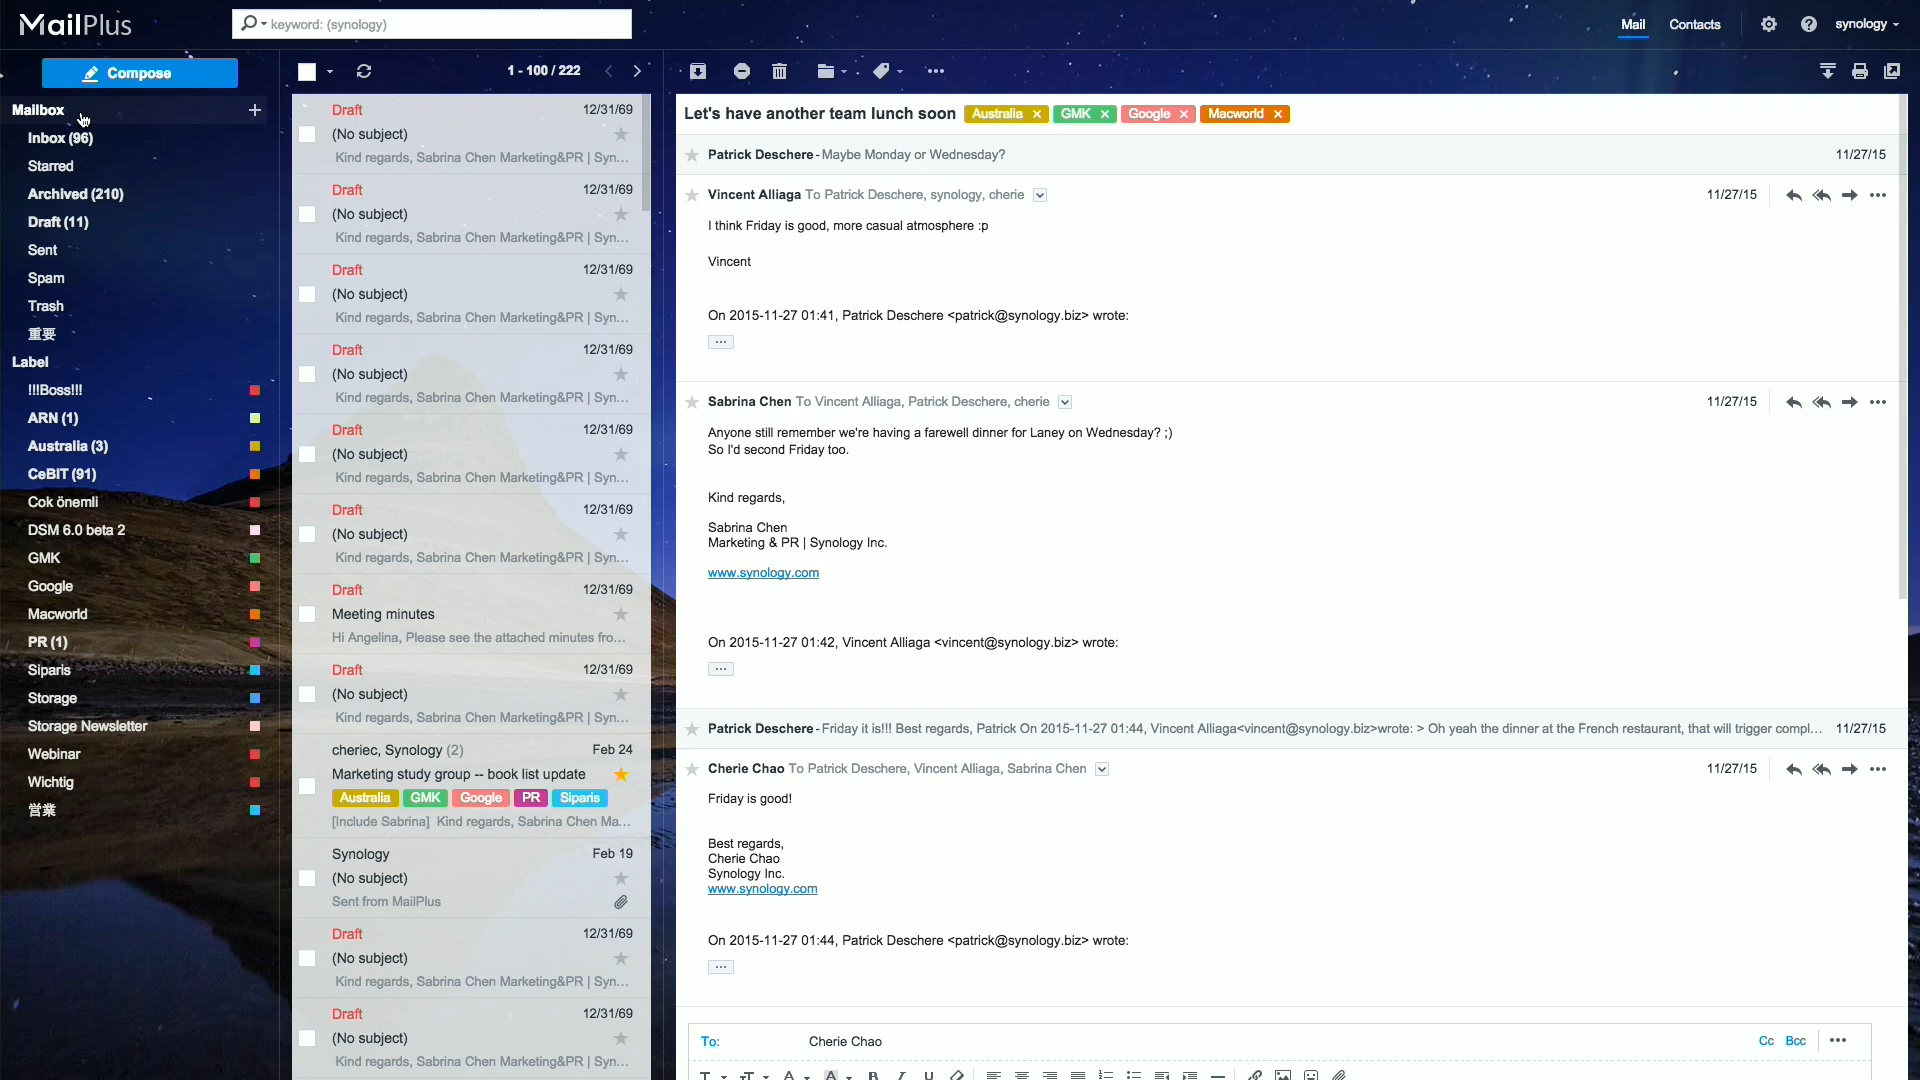 MailPlus
keyword: (synology)
Mail
Contacts
synology
Compose
1 - 100 / 222
Mailbox
Inbox (96)
Starred
Archived (210)
Draft (11)
Sent
Spam
Trash
重要
Label
!!!Boss!!!
ARN (1)
Australia (3)
CeBIT (91)
Cok önemli
DSM 6.0 beta 2
GMK
Google
Macworld
PR (1)
Siparis
Storage
Storage Newsletter
Webinar
Wichtig
営業
Draft 12/31/69
(No subject)
Kind regards, Sabrina Chen Marketing&PR | Syn...
Draft 12/31/69
(No subject)
Kind regards, Sabrina Chen Marketing&PR | Syn...
Draft 12/31/69
(No subject)
Kind regards, Sabrina Chen Marketing&PR | Syn...
Draft 12/31/69
(No subject)
Kind regards, Sabrina Chen Marketing&PR | Syn...
Draft 12/31/69
(No subject)
Kind regards, Sabrina Chen Marketing&PR | Syn...
Draft 12/31/69
(No subject)
Kind regards, Sabrina Chen Marketing&PR | Syn...
Draft 12/31/69
Meeting minutes
Hi Angelina, Please see the attached minutes fro...
Draft 12/31/69
(No subject)
Kind regards, Sabrina Chen Marketing&PR | Syn...
cheriec, Synology (2) Feb 24
Marketing study group -- book list update
Australia GMK Google PR Siparis
[Include Sabrina] Kind regards, Sabrina Chen Ma...
Synology Feb 19
(No subject)
Sent from MailPlus
Draft 12/31/69
(No subject)
Kind regards, Sabrina Chen Marketing&PR | Syn...
Draft 12/31/69
(No subject)
Kind regards, Sabrina Chen Marketing&PR | Syn...
Let's have another team lunch soon Australia × GMK × Google × Macworld ×
Patrick Deschere - Maybe Monday or Wednesday? 11/27/15
Vincent Alliaga To Patrick Deschere, synology, cherie 11/27/15
I think Friday is good, more casual atmosphere :p
Vincent
On 2015-11-27 01:41, Patrick Deschere <patrick@synology.biz> wrote:
...
Sabrina Chen To Vincent Alliaga, Patrick Deschere, cherie 11/27/15
Anyone still remember we're having a farewell dinner for Laney on Wednesday? ;)
So I'd second Friday too.
Kind regards,
Sabrina Chen
Marketing & PR | Synology Inc.
www.synology.com
On 2015-11-27 01:42, Vincent Alliaga <vincent@synology.biz> wrote:
...
Patrick Deschere - Friday it is!!! Best regards, Patrick On 2015-11-27 01:44, Vincent Alliaga<vincent@synology.biz>wrote: > Oh yeah the dinner at the French restaurant, that will trigger compl... 11/27/15
Cherie Chao To Patrick Deschere, Vincent Alliaga, Sabrina Chen 11/27/15
Friday is good!
Best regards,
Cherie Chao
Synology Inc.
www.synology.com
On 2015-11-27 01:44, Patrick Deschere <patrick@synology.biz> wrote:
...
To: Cherie Chao Cc Bcc